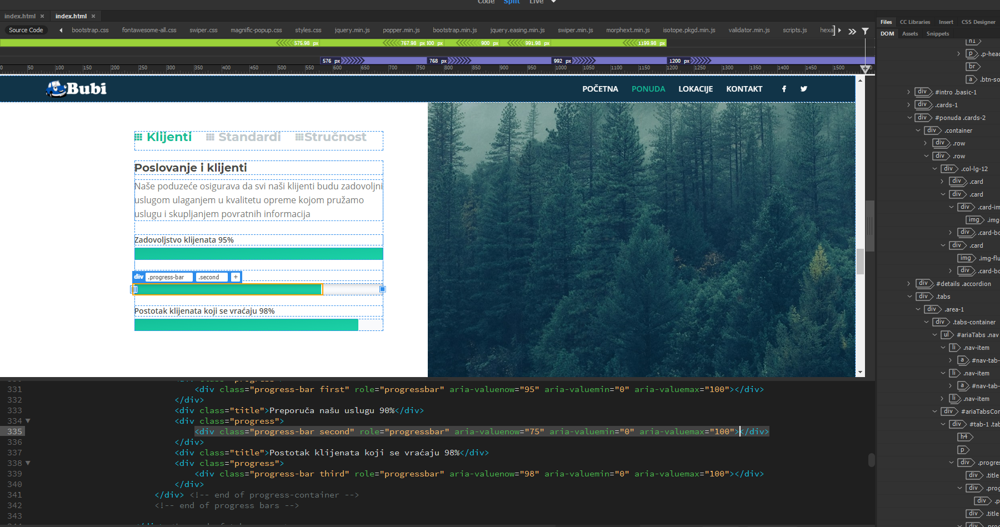 Code Split Live
index.html × index.html ×
Source Code bootstrap.css fontawesome-all.css swiper.css magnific-popup.css styles.css jquery.min.js popper.min.js bootstrap.min.js jquery.easing.min.js swiper.min.js morphext.min.js isotope.pkgd.min.js validator.min.js scripts.js hexa
575.98 px 767.98 px 800 px 900 px 991.98 px 1199.98 px
576 px 768 px 992 px 1200 px
0 50 100 150 200 250 300 350 400 450 500 550 600 650 700 750 800 850 900 950 1000 1050 1100 1150 1200 1250 1300 1350 1400 1450 1500
Bubi POČETNA PONUDA LOKACIJE KONTAKT
Klijenti Standardi Stručnost
Poslovanje i klijenti
Naše poduzeće osigurava da svi naši klijenti budu zadovoljni
uslugom ulaganjem u kvalitetu opreme kojom pružamo
uslugu i skupljanjem povratnih informacija
Zadovoljstvo klijenata 95%
div .progress-bar .second +
Postotak klijenata koji se vraćaju 98%
331 <div class="progress-bar first" role="progressbar" aria-valuenow="95" aria-valuemin="0" aria-valuemax="100"></div>
332 </div>
333 <div class="title">Preporuča našu uslugu 90%</div>
334 <div class="progress">
335 <div class="progress-bar second" role="progressbar" aria-valuenow="75" aria-valuemin="0" aria-valuemax="100"></div>
336 </div>
337 <div class="title">Postotak klijenata koji se vraćaju 98%</div>
338 <div class="progress">
339 <div class="progress-bar third" role="progressbar" aria-valuenow="98" aria-valuemin="0" aria-valuemax="100"></div>
340 </div>
341 </div> <!-- end of progress-container -->
342 <!-- end of progress bars -->
343
Files CC Libraries Insert CSS Designer
DOM Assets Snippets
h1
p .p-hea
br
a .btn-so
div #intro .basic-1
div .cards-1
div #ponuda .cards-2
div .container
div .row
div .row
div .col-lg-12
div .card
div .card
div .card-im
img .img-
div .card-bo
div .card
img .img-flu
div .card-bo
div #details .accordion
div .tabs
div .area-1
div .tabs-container
ul #ariaTabs .nav
li .nav-item
a #nav-tab-
li .nav-item
a #nav-tab-
li .nav-item
div #ariaTabsCon
div #tab-1 .tab
h4
p
div .progres
div .title
div .prog
div .p
div .title
div .prog